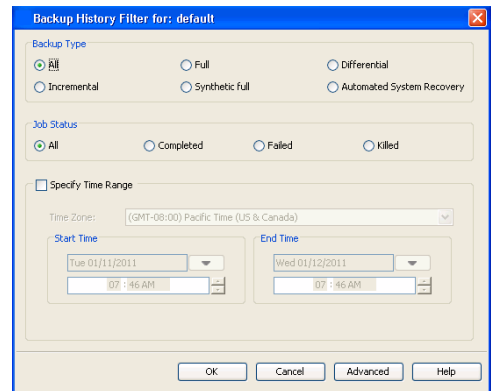 Backup History Filter for: default
Backup Type
All Full Differential
Incremental Synthetic full Automated System Recovery
Job Status
All Completed Failed Killed
Specify Time Range
Time Zone: (GMT-08:00) Pacific Time (US & Canada)
Start Time End Time
Tue 01/11/2011 Wed 01/12/2011
07 : 46 AM 07 : 46 AM
OK Cancel Advanced Help